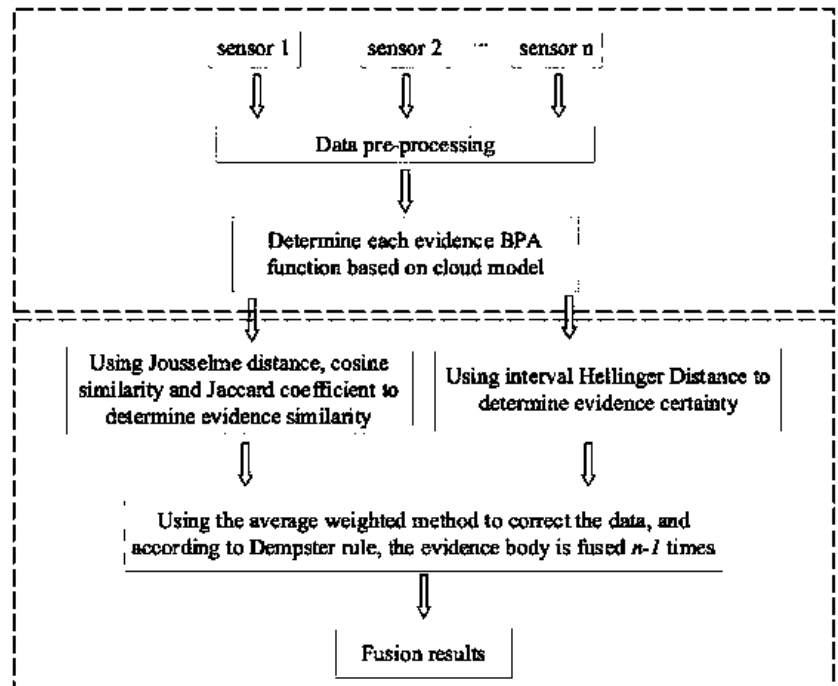 sensor 1 sensor 2 ... sensor n
Data pre-processing
Determine each evidence BPA
function based on cloud model
Using Jousselme distance, cosine
similarity and Jaccard coefficient to
determine evidence similarity
Using interval Hellinger Distance to
determine evidence certainty
Using the average weighted method to correct the data, and
according to Dempster rule, the evidence body is fused n-1 times
Fusion results